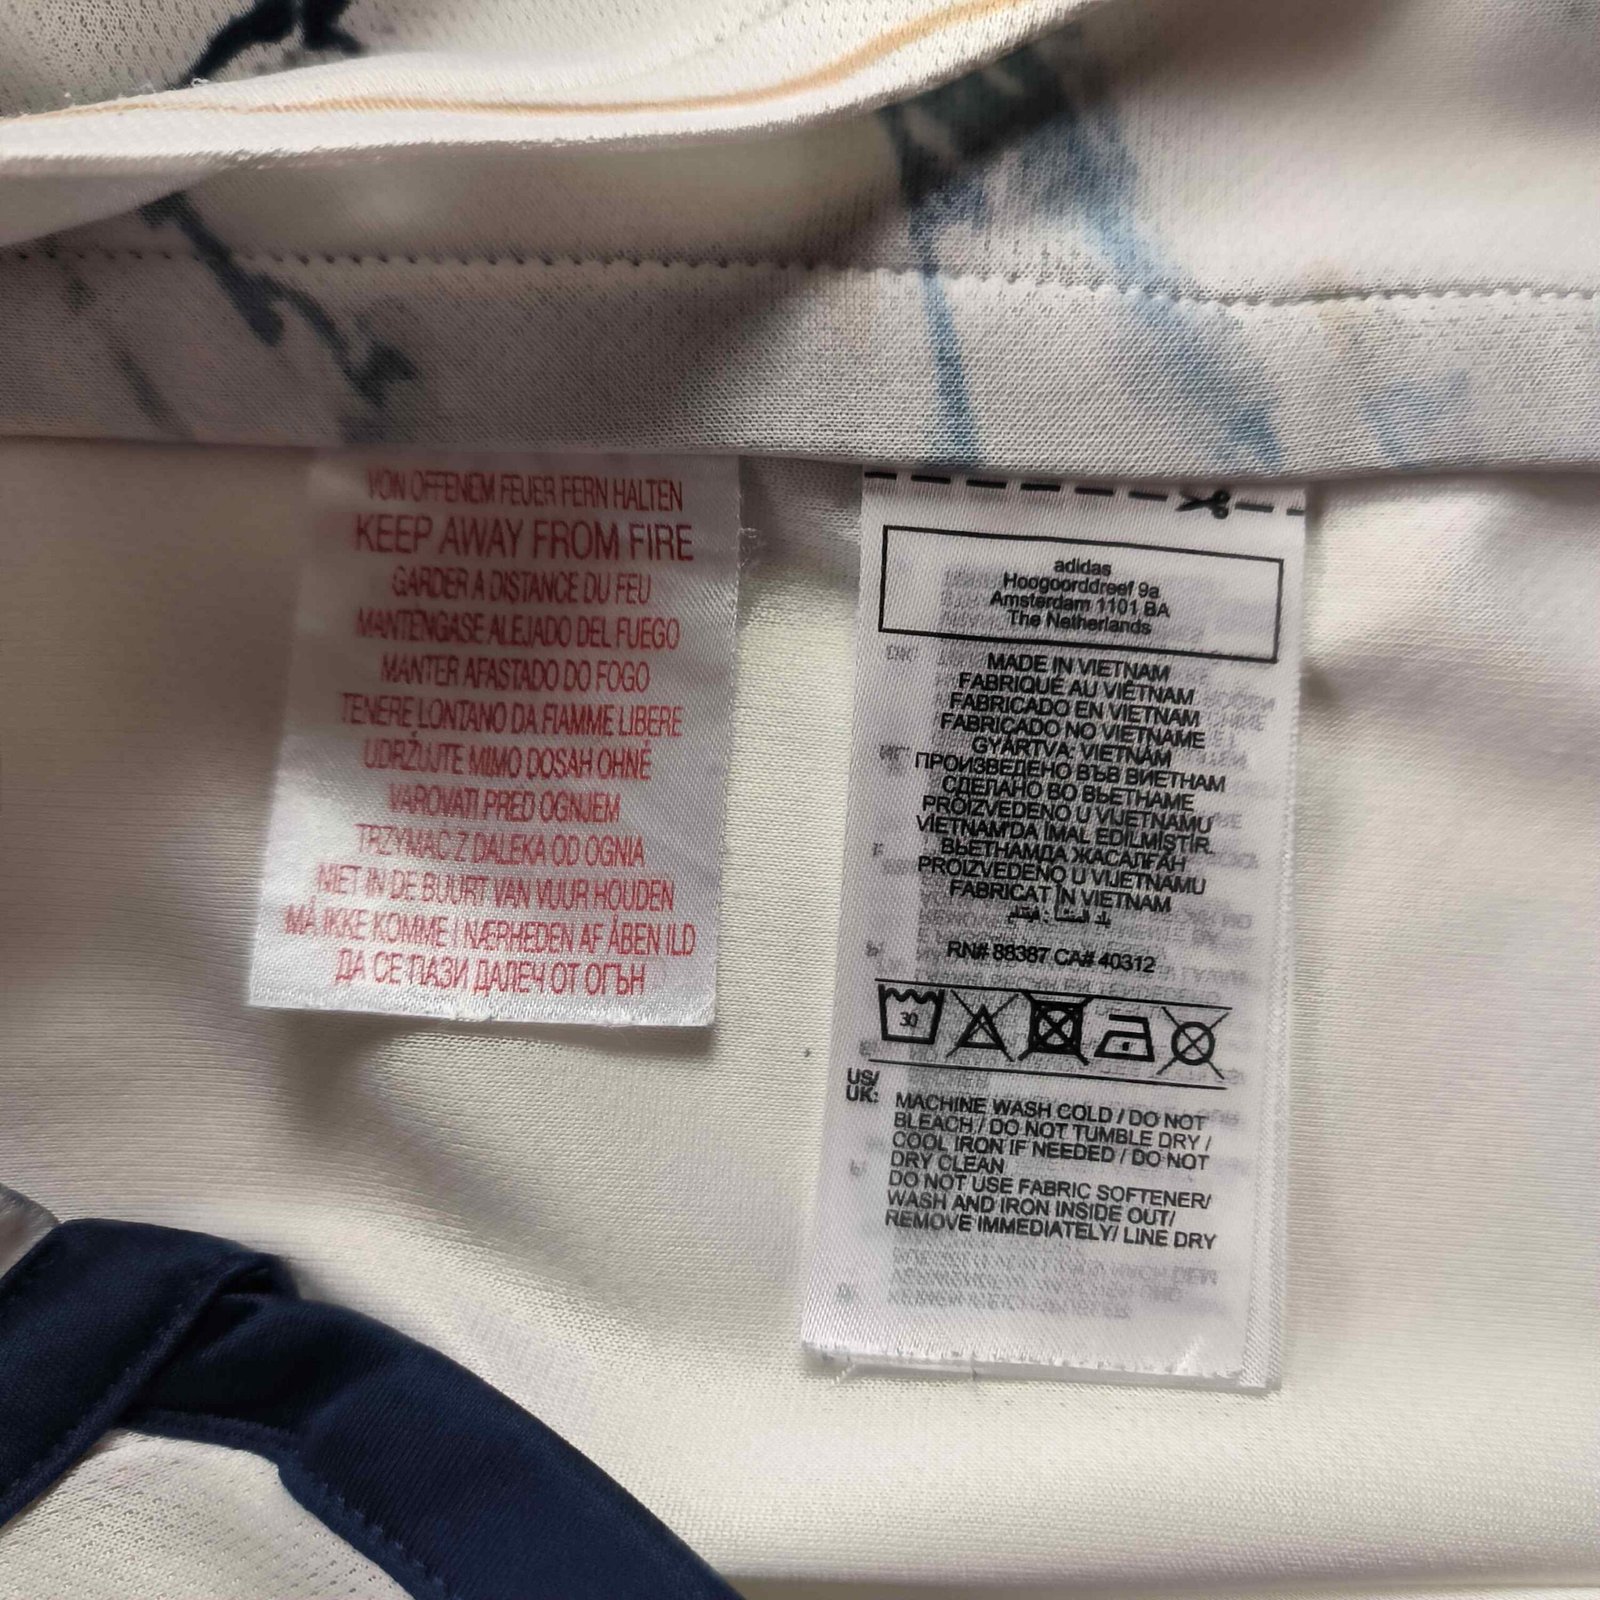 VON OFFENEM FEUER FERN HALTEN
KEEP AWAY FROM FIRE
GARDER A DISTANCE DU FEU
MANTÉNGASE ALEJADO DEL FUEGO
MANTER AFASTADO DO FOGO
TENERE LONTANO DA FIAMME LIBERE
UDRŽUJTE MIMO DOSAH OHNĚ
VAROVATI PRED OGNJEM
TRZYMAC Z DALEKA OD OGNIA
NIET IN DE BUURT VAN VUUR HOUDEN
MÅ IKKE KOMME I NÆRHEDEN AF ÅBEN ILD
ДА СЕ ПАЗИ ДАЛЕЧ ОТ ОГЪН
adidas
Hoogoorddreef 9a
Amsterdam 1101 BA
The Netherlands
MADE IN VIETNAM
FABRIQUÉ AU VIÊTNAM
FABRICADO EN VIETNAM
FABRICADO NO VIETNAME
GYÁRTVA: VIETNÁM
ПРОИЗВЕДЕНО ВЪВ ВИЕТНАМ
СДЕЛАНО ВО ВЬЕТНАМЕ
PROIZVEDENO U VIJETNAMU
VIETNAM'DA İMAL EDİLMİŞTİR.
ВЬЕТНАМДА ЖАСАЛҒАН
PROIZVEDENO U VIJETNAMU
FABRICAT ÎN VIETNAM
بلد المنشأ : فيتنام
RN# 88387 CA# 40312
30
US/
UK:
MACHINE WASH COLD / DO NOT
BLEACH / DO NOT TUMBLE DRY /
COOL IRON IF NEEDED / DO NOT
DRY CLEAN
DO NOT USE FABRIC SOFTENER/
WASH AND IRON INSIDE OUT/
REMOVE IMMEDIATELY/ LINE DRY